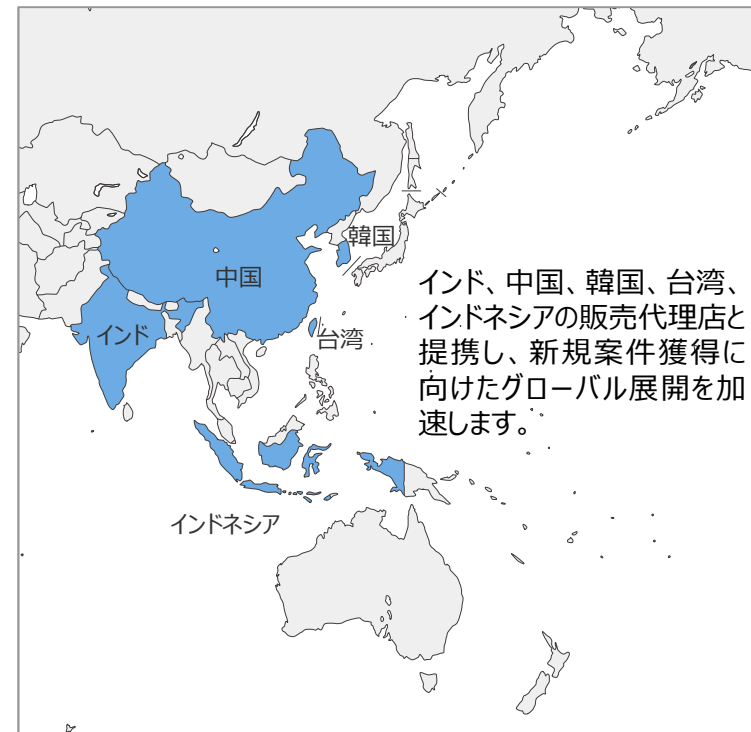 韓国
中国
インド、中国、韓国、台湾、
インドネシアの販売代理店と
提携し、新規案件獲得に
向けたグローバル展開を加
速します。
インド
台湾
インドネシア